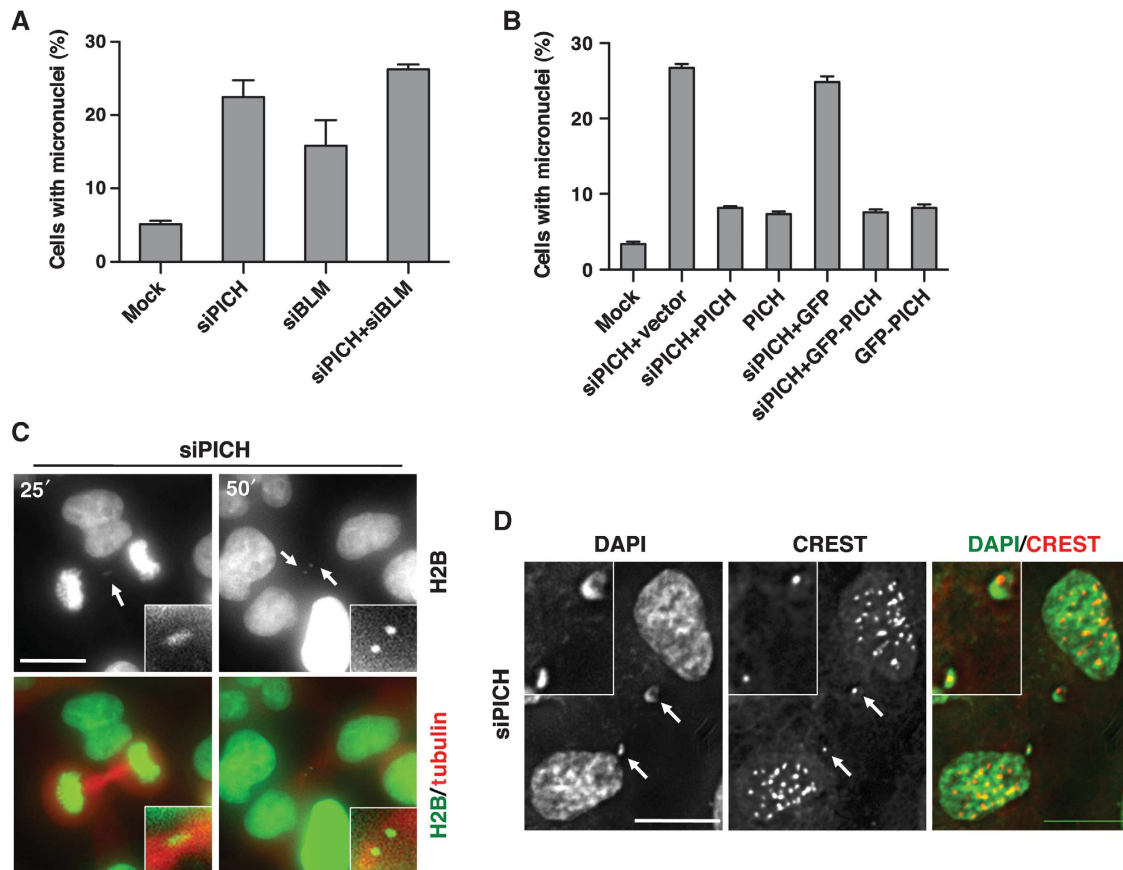 A
Cells with micronuclei (%)
30
20
10
0
Mock
siPICH
siBLM
siPICH+siBLM
B
Cells with micronuclei (%)
30
20
10
0
Mock
siPICH+vector
siPICH+PICH
PICH
siPICH+GFP
siPICH+GFP-PICH
GFP-PICH
C
siPICH
25′
50′
H2B
H2B/tubulin
D
DAPI
CREST
DAPI/CREST
siPICH